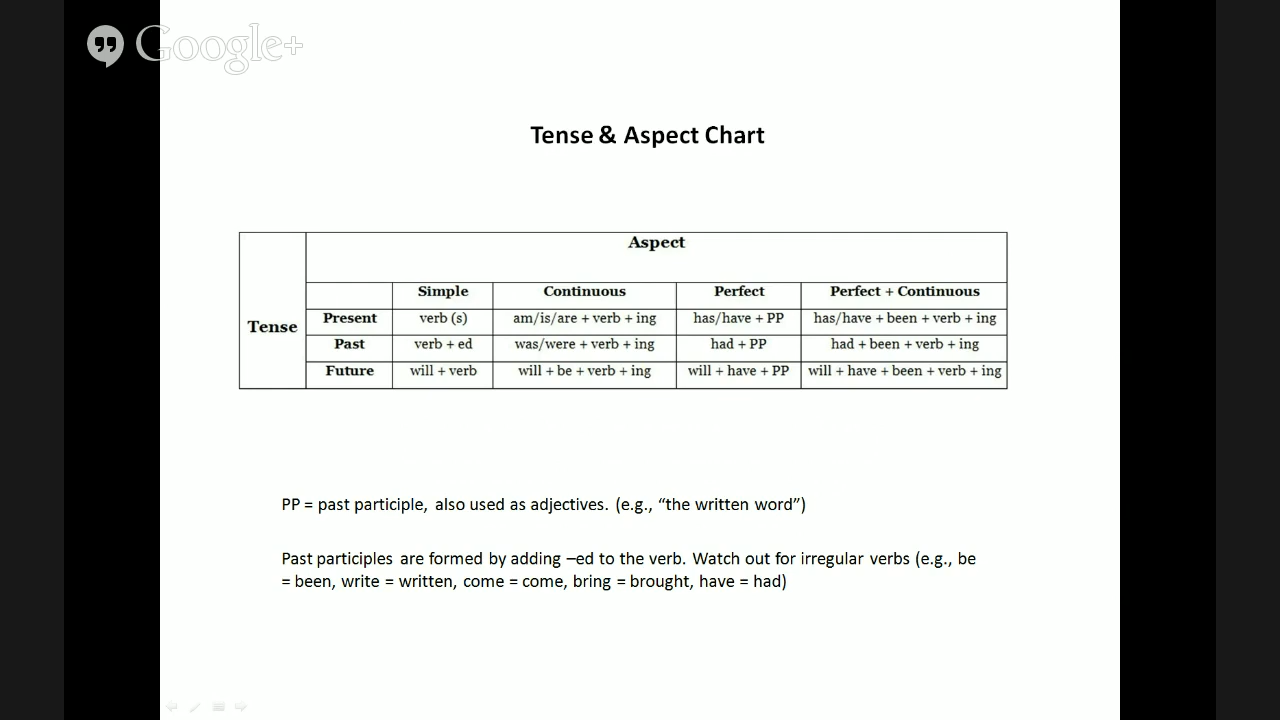 Google+
Tense & Aspect Chart
Tense
Aspect
Simple Continuous Perfect Perfect + Continuous
Present verb (s) am/is/are + verb + ing has/have + PP has/have + been + verb + ing
Past verb + ed was/were + verb + ing had + PP had + been + verb + ing
Future will + verb will + be + verb + ing will + have + PP will + have + been + verb + ing
PP = past participle, also used as adjectives. (e.g., “the written word”)
Past participles are formed by adding –ed to the verb. Watch out for irregular verbs (e.g., be
= been, write = written, come = come, bring = brought, have = had)